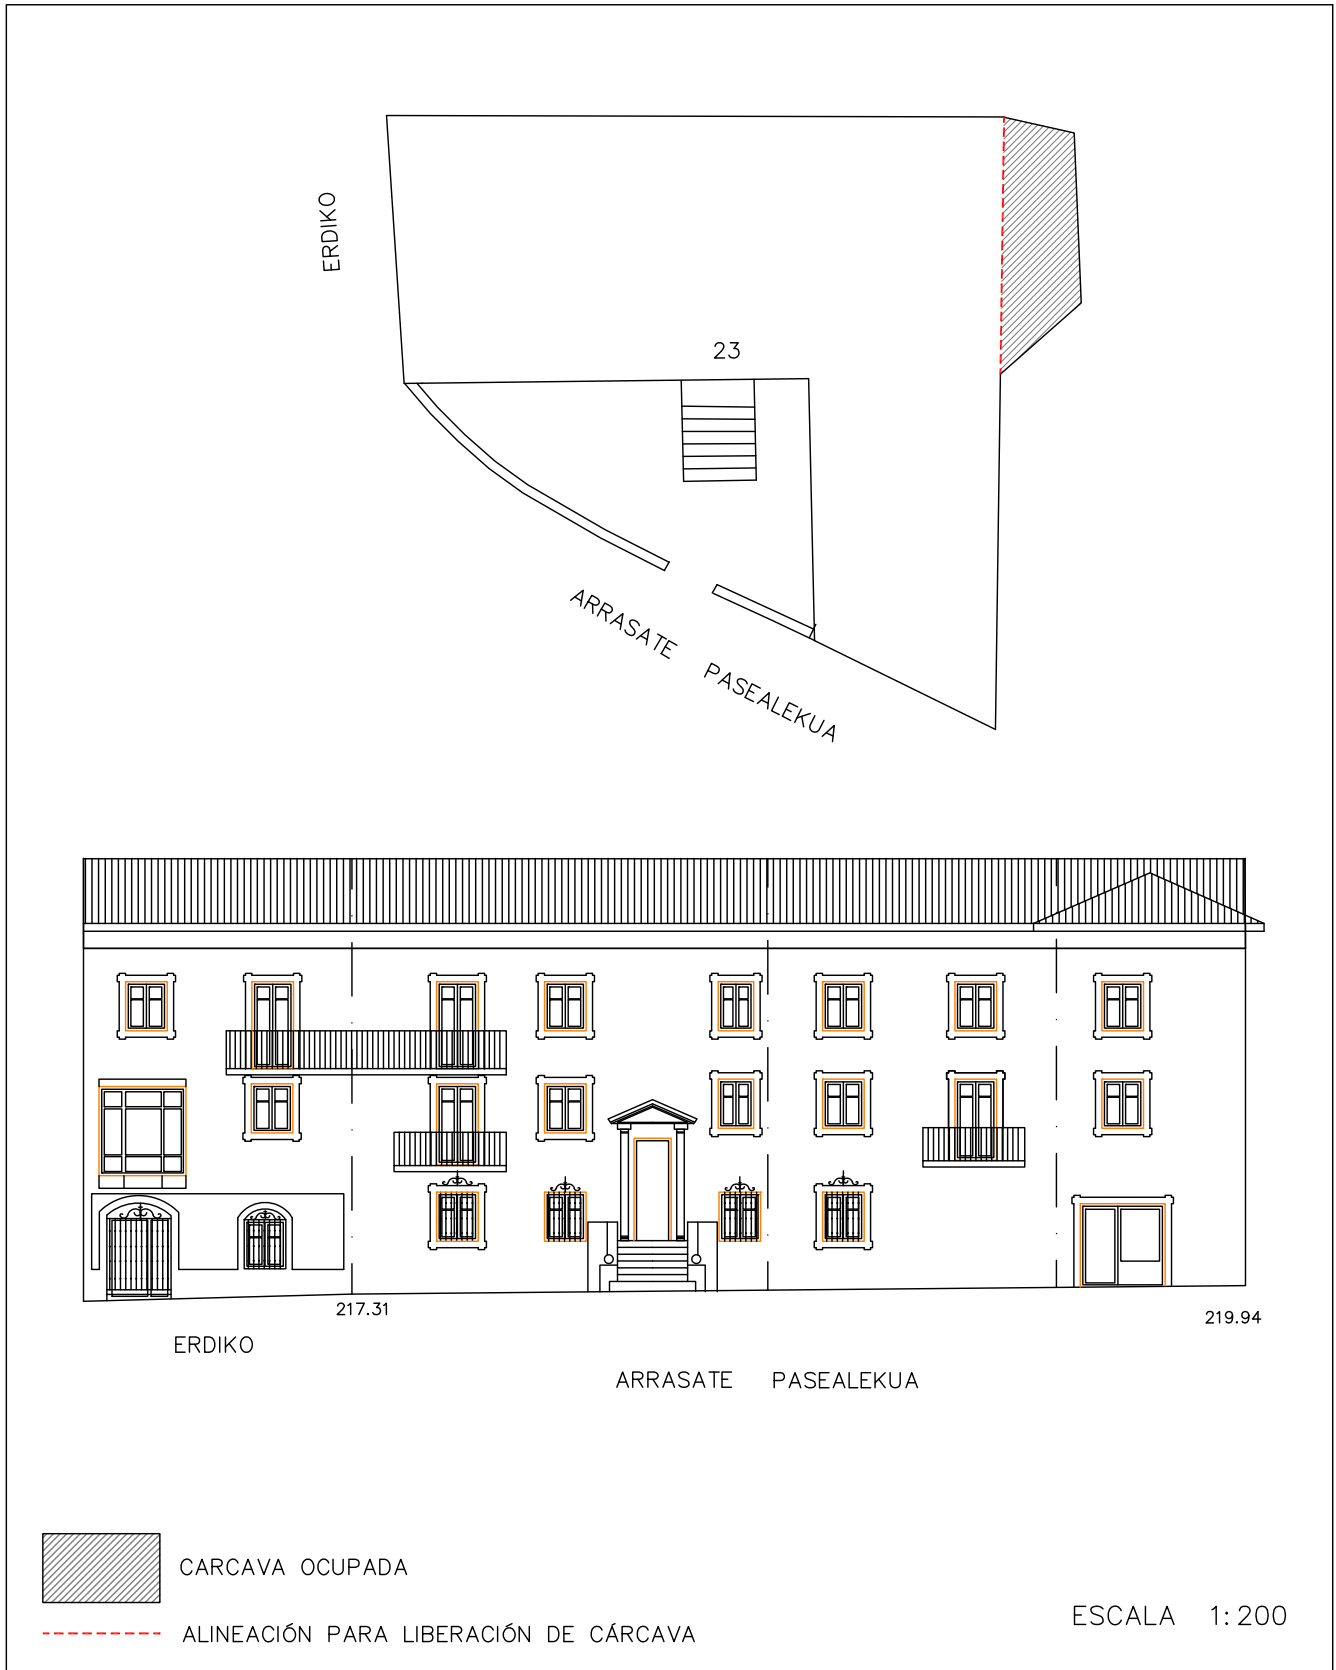 ERDIKO
23
ARRASATE PASEALEKUA
217.31
219.94
ERDIKO
ARRASATE PASEALEKUA
CARCAVA OCUPADA
ALINEACIÓN PARA LIBERACIÓN DE CÁRCAVA
ESCALA 1:200